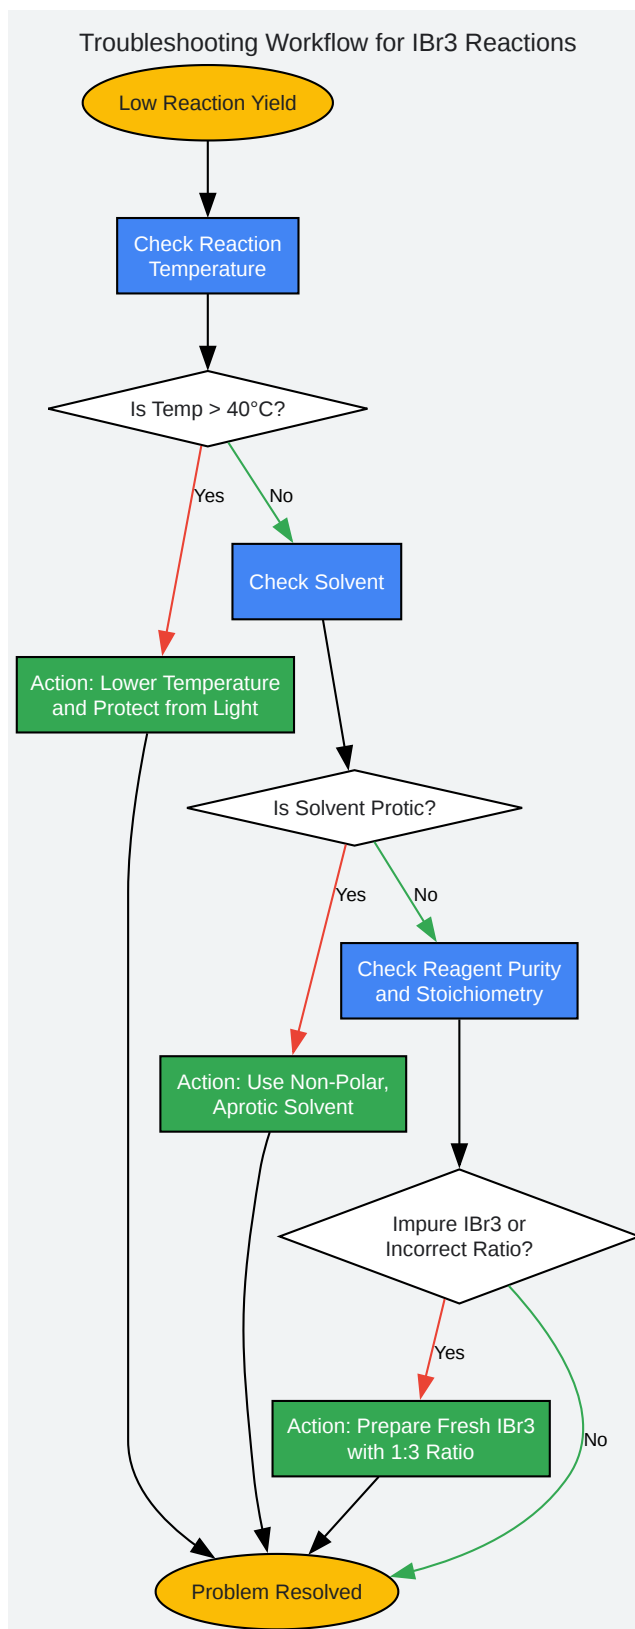 Troubleshooting Workflow for IBr3 Reactions
Low Reaction Yield
Check Reaction
Temperature
Is Temp > 40°C?
Yes
No
Check Solvent
Action: Lower Temperature
and Protect from Light
Is Solvent Protic?
Yes
No
Check Reagent Purity
and Stoichiometry
Action: Use Non-Polar,
Aprotic Solvent
Impure IBr3 or
Incorrect Ratio?
Yes
No
Action: Prepare Fresh IBr3
with 1:3 Ratio
Problem Resolved